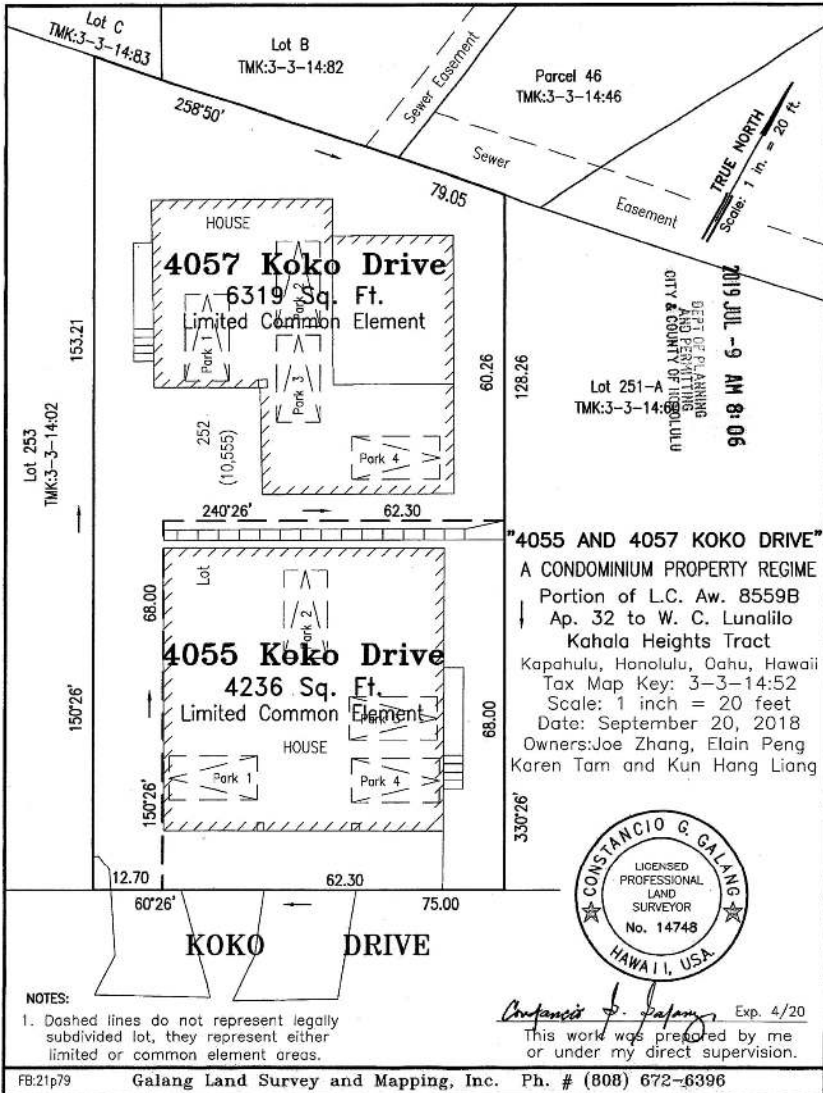 Lot C
TMK:3-3-14:83
Lot B
TMK:3-3-14:82
Sewer Easement
Parcel 46
TMK:3-3-14:46
258°50'
79.05
Sewer
Easement
TRUE NORTH
Scale: 1 in. = 20 ft.
HOUSE
4057 Koko Drive
6319 Sq. Ft.
Limited Common Element
Park 1
Park 2
Park 3
Park 4
153.21
60.26
128.26
Lot 253
TMK:3-3-14:02
252
(10,555)
Lot 251-A
TMK:3-3-14:60
DEPT OF PLANNING
AND PERMITTING
CITY & COUNTY OF HONOLULU
2019 JUL -9 AM 8:06
240°26'
62.30
Lot
68.00
Park 2
4055 Koko Drive
4236 Sq. Ft.
Limited Common Element
HOUSE
Park 1
Park 4
68.00
150°26'
150°26'
330°26'
12.70
62.30
60°26'
75.00
KOKO DRIVE
"4055 AND 4057 KOKO DRIVE"
A CONDOMINIUM PROPERTY REGIME
Portion of L.C. Aw. 8559B
Ap. 32 to W. C. Lunalilo
Kahala Heights Tract
Kapahulu, Honolulu, Oahu, Hawaii
Tax Map Key: 3-3-14:52
Scale: 1 inch = 20 feet
Date: September 20, 2018
Owners:Joe Zhang, Elain Peng
Karen Tam and Kun Hang Liang
CONSTANCIO G. GALANG
LICENSED
PROFESSIONAL
LAND
SURVEYOR
No. 14748
HAWAII, U.S.A.
Constancio G. Galang Exp. 4/20
This work was prepared by me
or under my direct supervision.
NOTES:
1. Dashed lines do not represent legally
subdivided lot, they represent either
limited or common element areas.
FB:21p79 Galang Land Survey and Mapping, Inc. Ph. # (808) 672-6396